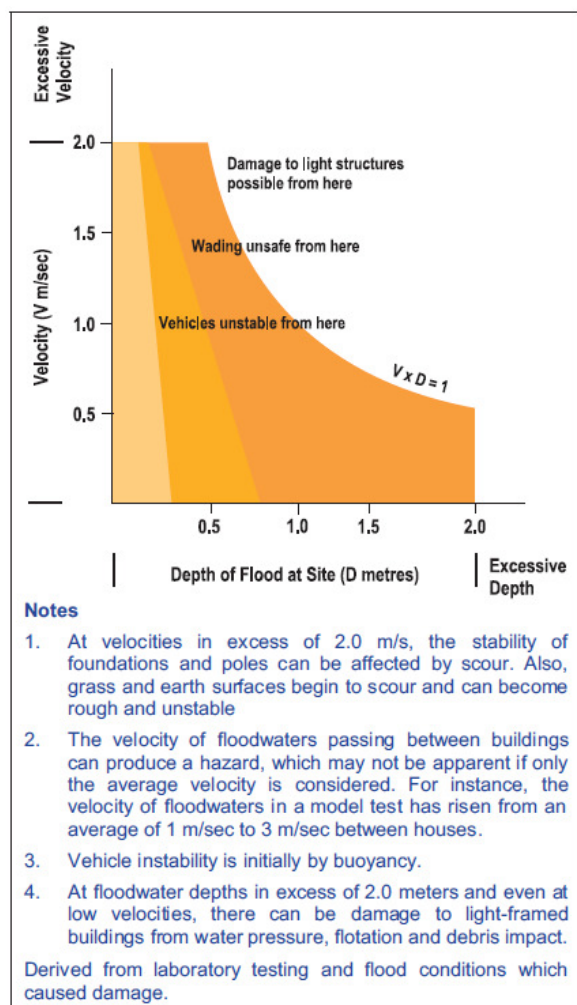 Excessive
Velocity
2.0
Damage to light structures
possible from here
1.5
Wading unsafe from here
Velocity (V m/sec)
1.0
Vehicles unstable from here
V x D = 1
0.5
0.5
1.0
1.5
2.0
Depth of Flood at Site (D metres)
Excessive
Depth
Notes
1. At velocities in excess of 2.0 m/s, the stability of
foundations and poles can be affected by scour. Also,
grass and earth surfaces begin to scour and can become
rough and unstable
2. The velocity of floodwaters passing between buildings
can produce a hazard, which may not be apparent if only
the average velocity is considered. For instance, the
velocity of floodwaters in a model test has risen from an
average of 1 m/sec to 3 m/sec between houses.
3. Vehicle instability is initially by buoyancy.
4. At floodwater depths in excess of 2.0 meters and even at
low velocities, there can be damage to light-framed
buildings from water pressure, flotation and debris impact.
Derived from laboratory testing and flood conditions which
caused damage.